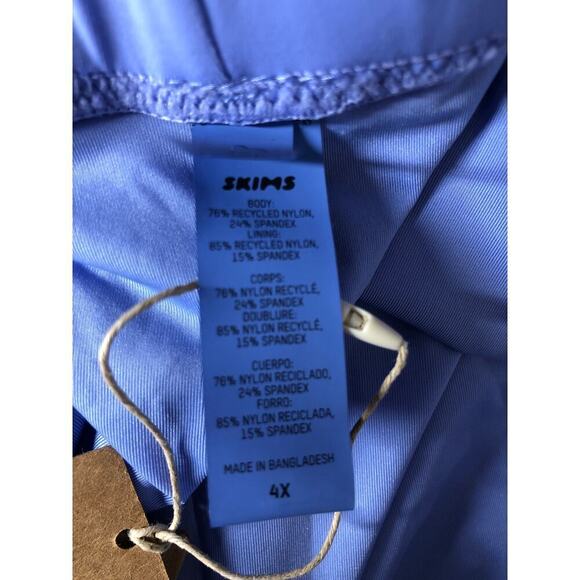 SKIMS
BODY:
76% RECYCLED NYLON,
24% SPANDEX
LINING:
85% RECYCLED NYLON,
15% SPANDEX
CORPS:
76% NYLON RECYCLÉ,
24% SPANDEX
DOUBLURE:
85% NYLON RECYCLÉ,
15% SPANDEX
CUERPO:
76% NYLON RECICLADO,
24% SPANDEX
FORRO:
85% NYLON RECICLADA,
15% SPANDEX
MADE IN BANGLADESH
4X